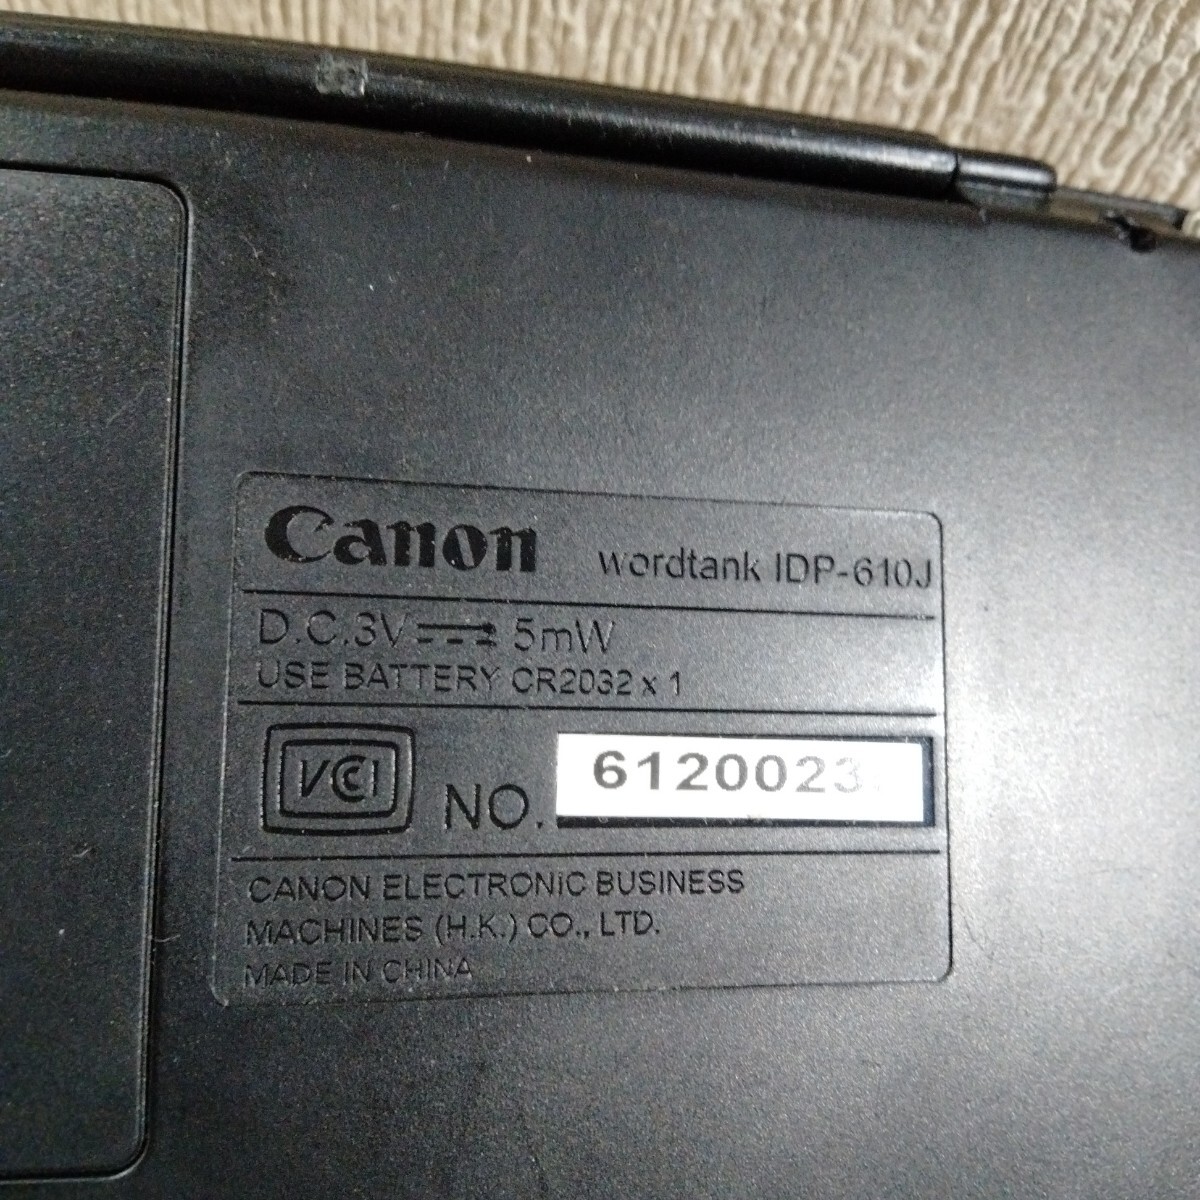 Canon wordtank IDP-610J
D.C.3V 5mW
USE BATTERY CR2032 x 1
VCCI NO. 6120023
CANON ELECTRONIC BUSINESS
MACHINES (H.K.) CO., LTD.
MADE IN CHINA